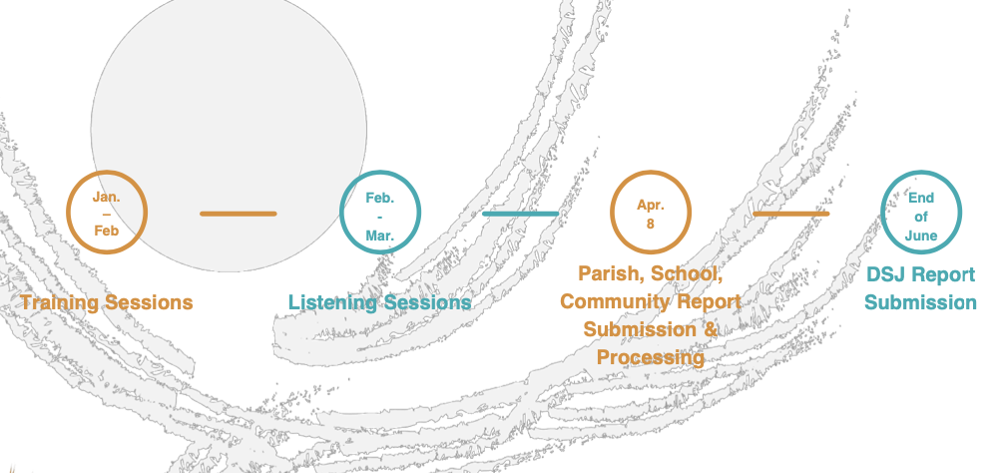 Jan.
–
Feb
Training Sessions
Feb.
-
Mar.
Listening Sessions
Apr.
8
Parish, School,
Community Report
Submission &
Processing
End
of
June
DSJ Report
Submission